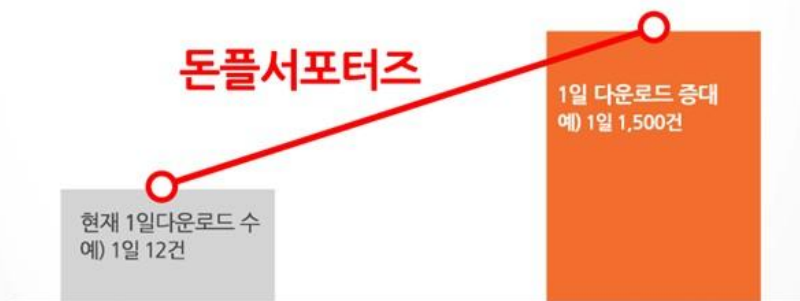 돈플서포터즈
1일 다운로드 증대
예) 1일 1,500건
현재 1일다운로드 수
예) 1일 12건